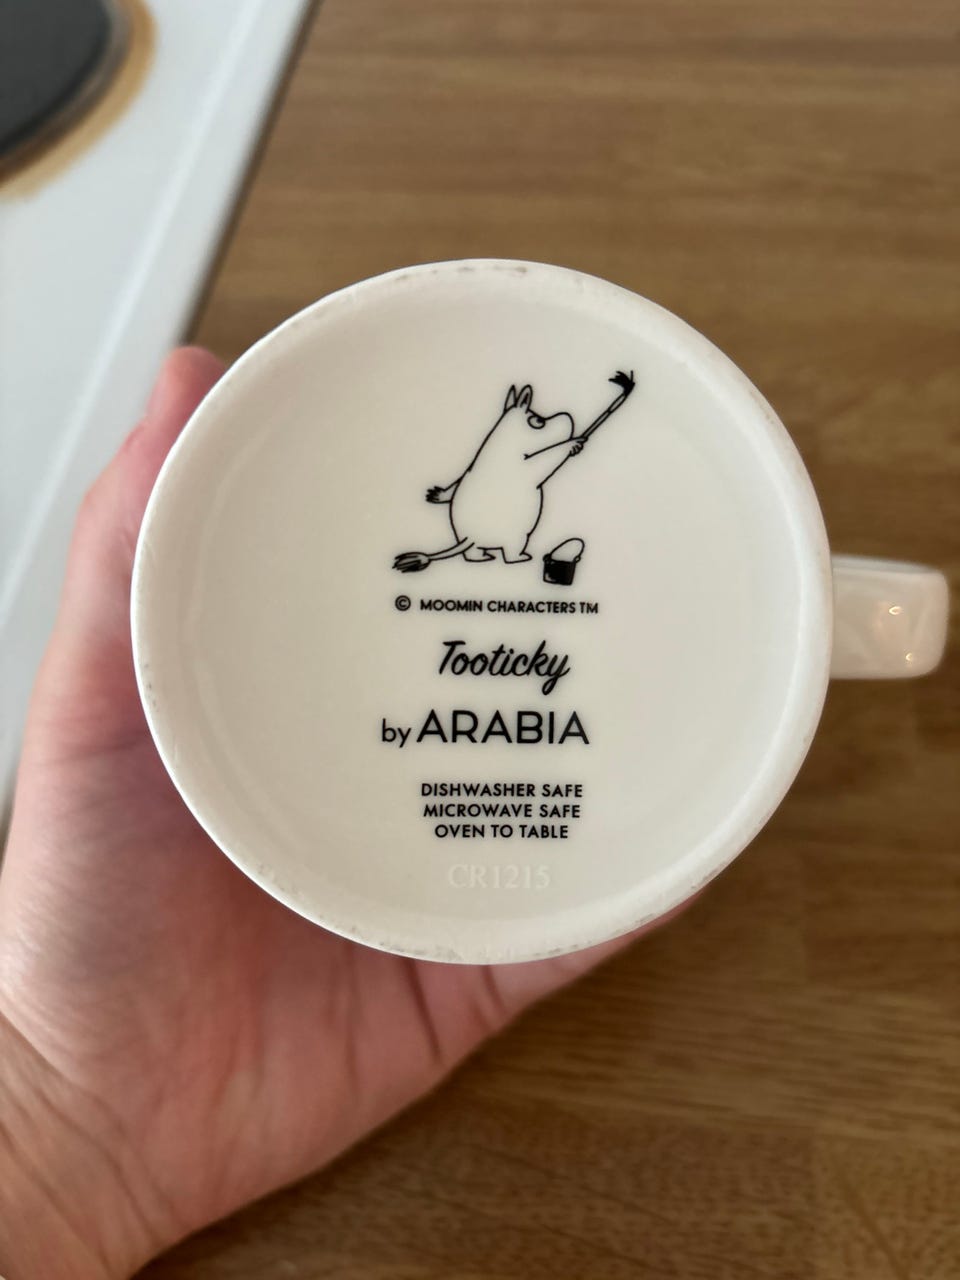 © MOOMIN CHARACTERS TM
Tooticky
by ARABIA
DISHWASHER SAFE
MICROWAVE SAFE
OVEN TO TABLE
CR1215